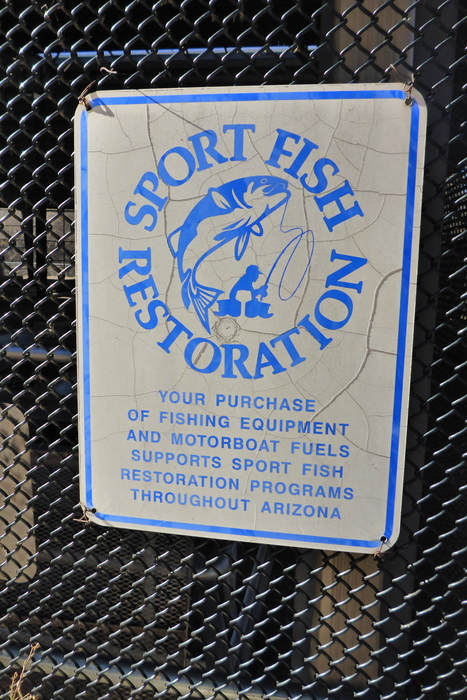 SPORT FISH
RESTORATION
YOUR PURCHASE
OF FISHING EQUIPMENT
AND MOTORBOAT FUELS
SUPPORTS SPORT FISH
RESTORATION PROGRAMS
THROUGHOUT ARIZONA